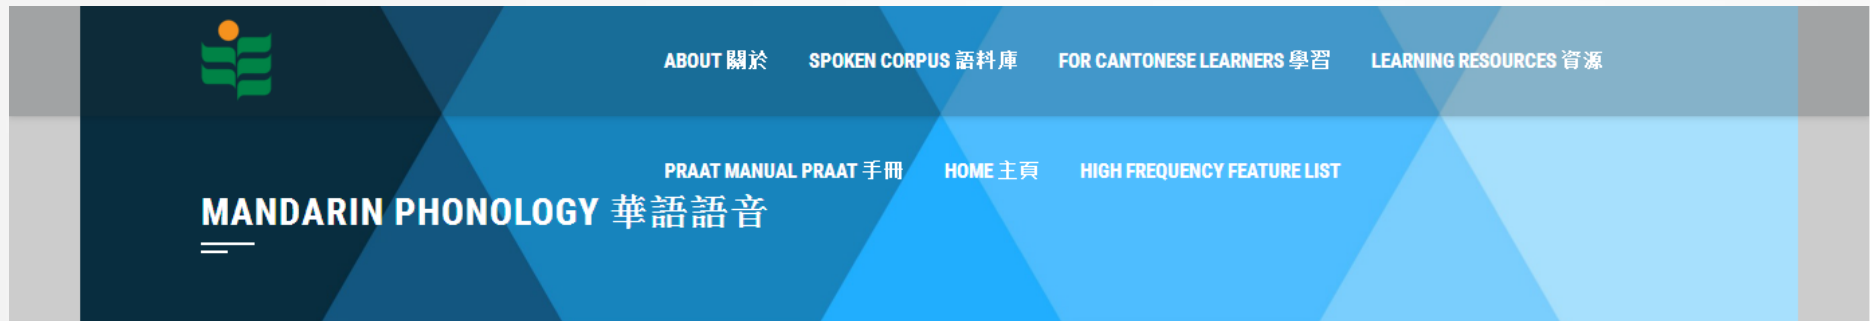 ABOUT 關於 SPOKEN CORPUS 語料庫 FOR CANTONESE LEARNERS 學習 LEARNING RESOURCES 資源
PRAAT MANUAL PRAAT 手冊 HOME 主頁 HIGH FREQUENCY FEATURE LIST
MANDARIN PHONOLOGY 華語語音